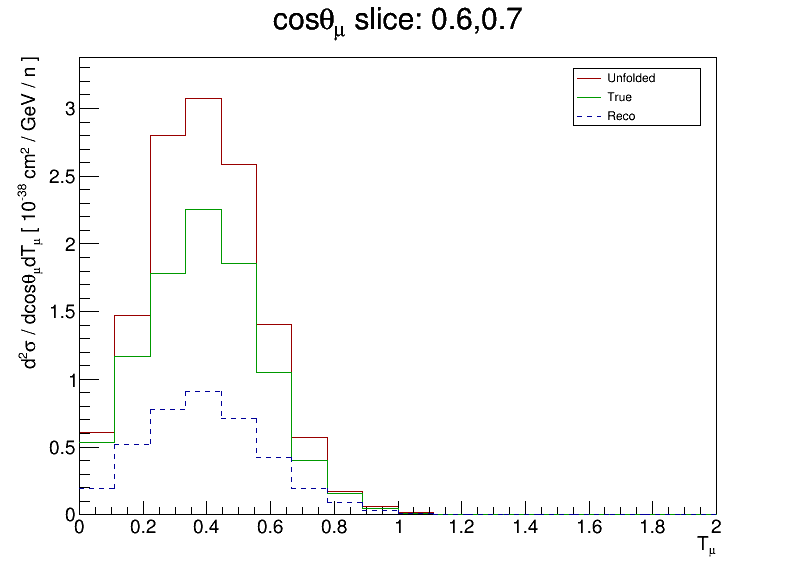 cosθμ slice: 0.6,0.7
d²σ / dcosθμdTμ [ 10⁻³⁸ cm² / GeV / n ]
3
2.5
2
1.5
1
0.5
0
Unfolded
True
Reco
0 0.2 0.4 0.6 0.8 1 1.2 1.4 1.6 1.8 2
Tμ